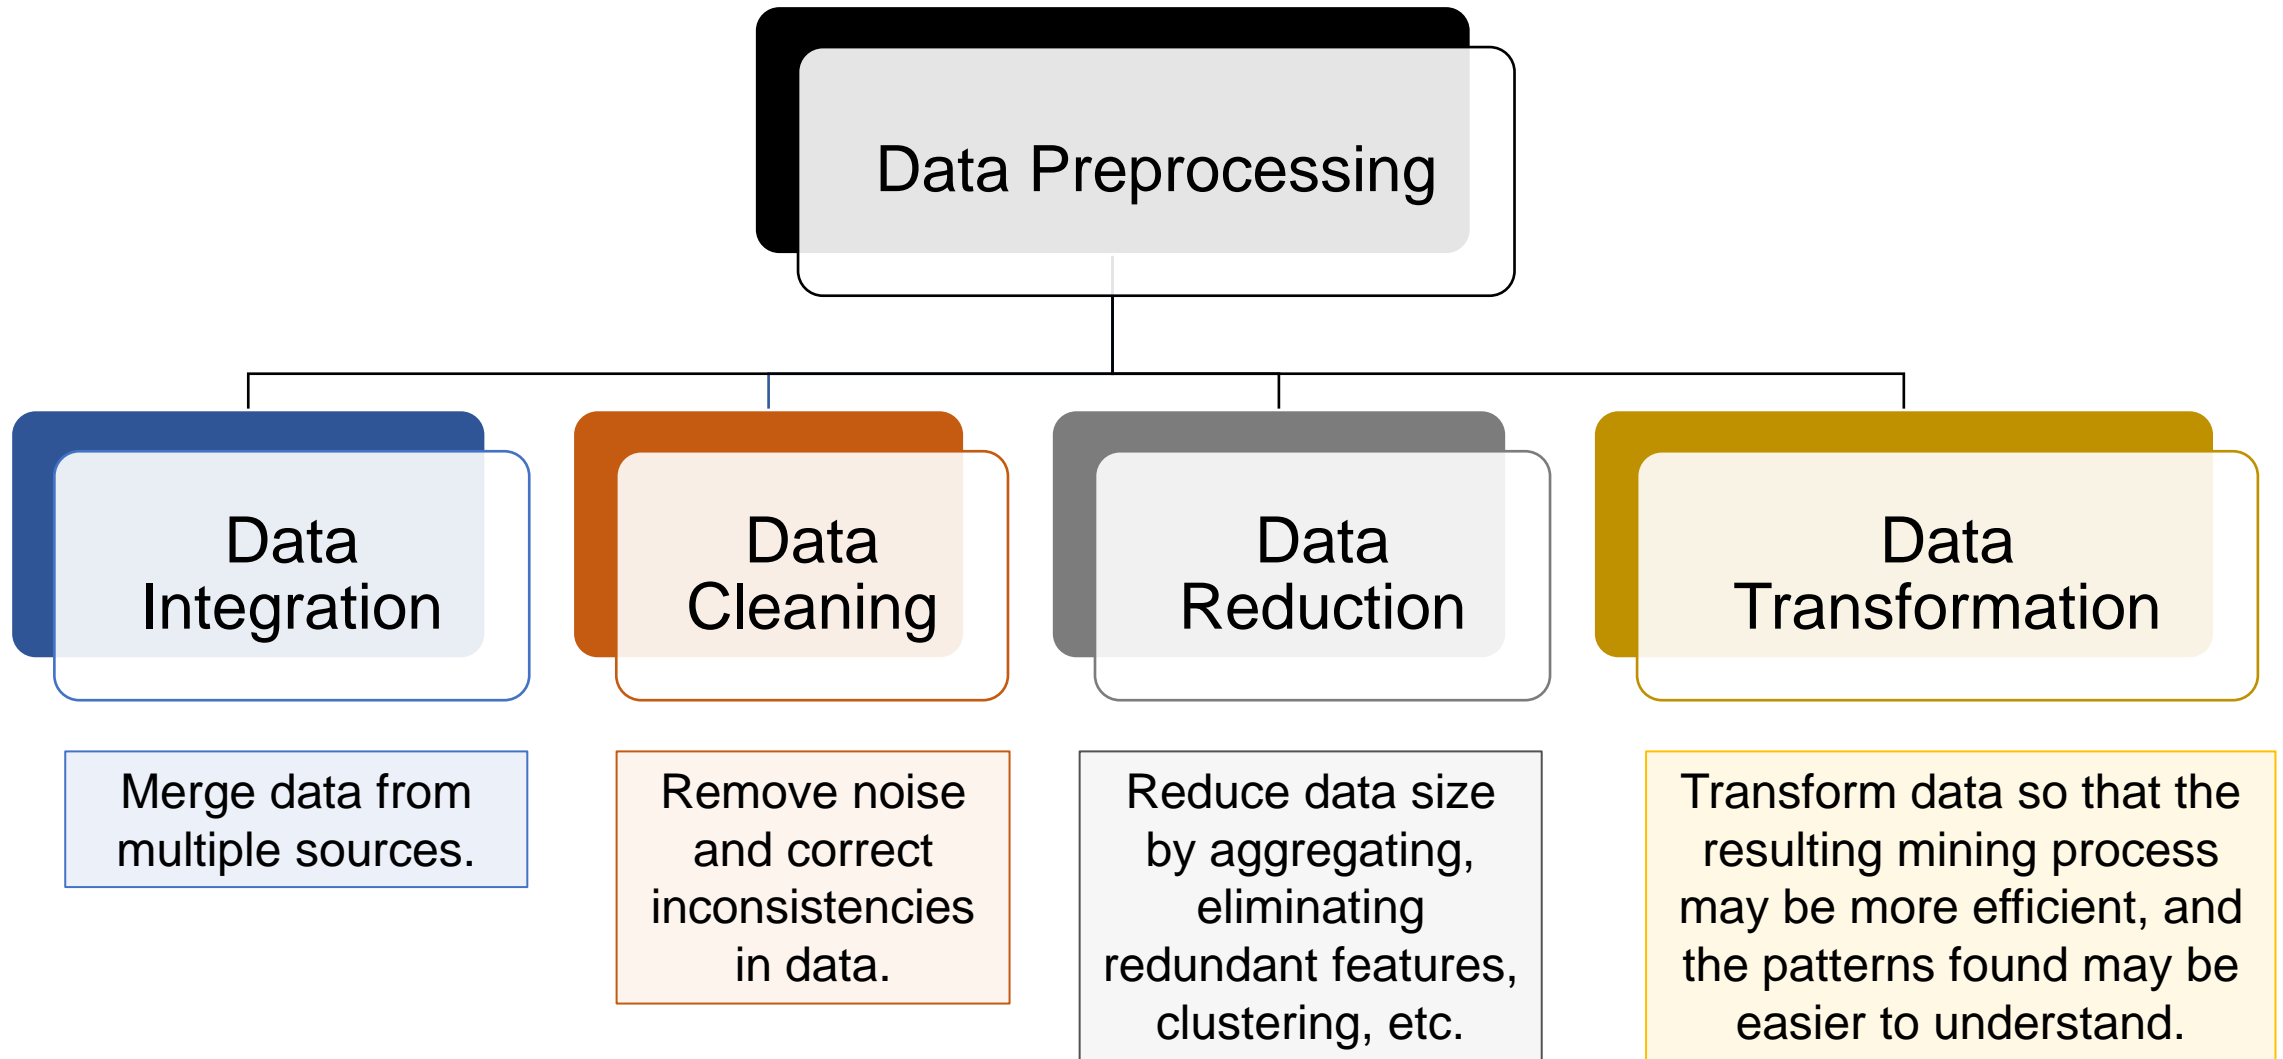 Data Preprocessing
Data
Integration
Data
Cleaning
Data
Reduction
Data
Transformation
Merge data from
multiple sources.
Remove noise
and correct
inconsistencies
in data.
Reduce data size
by aggregating,
eliminating
redundant features,
clustering, etc.
Transform data so that the
resulting mining process
may be more efficient, and
the patterns found may be
easier to understand.